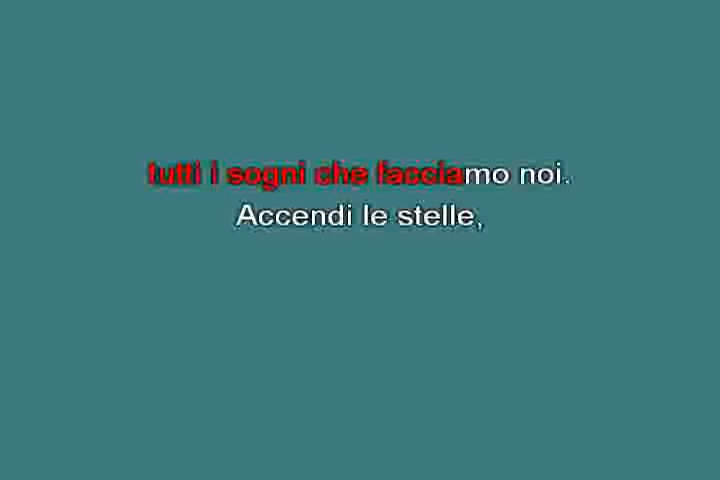 tutti i sogni che facciamo noi.
Accendi le stelle,